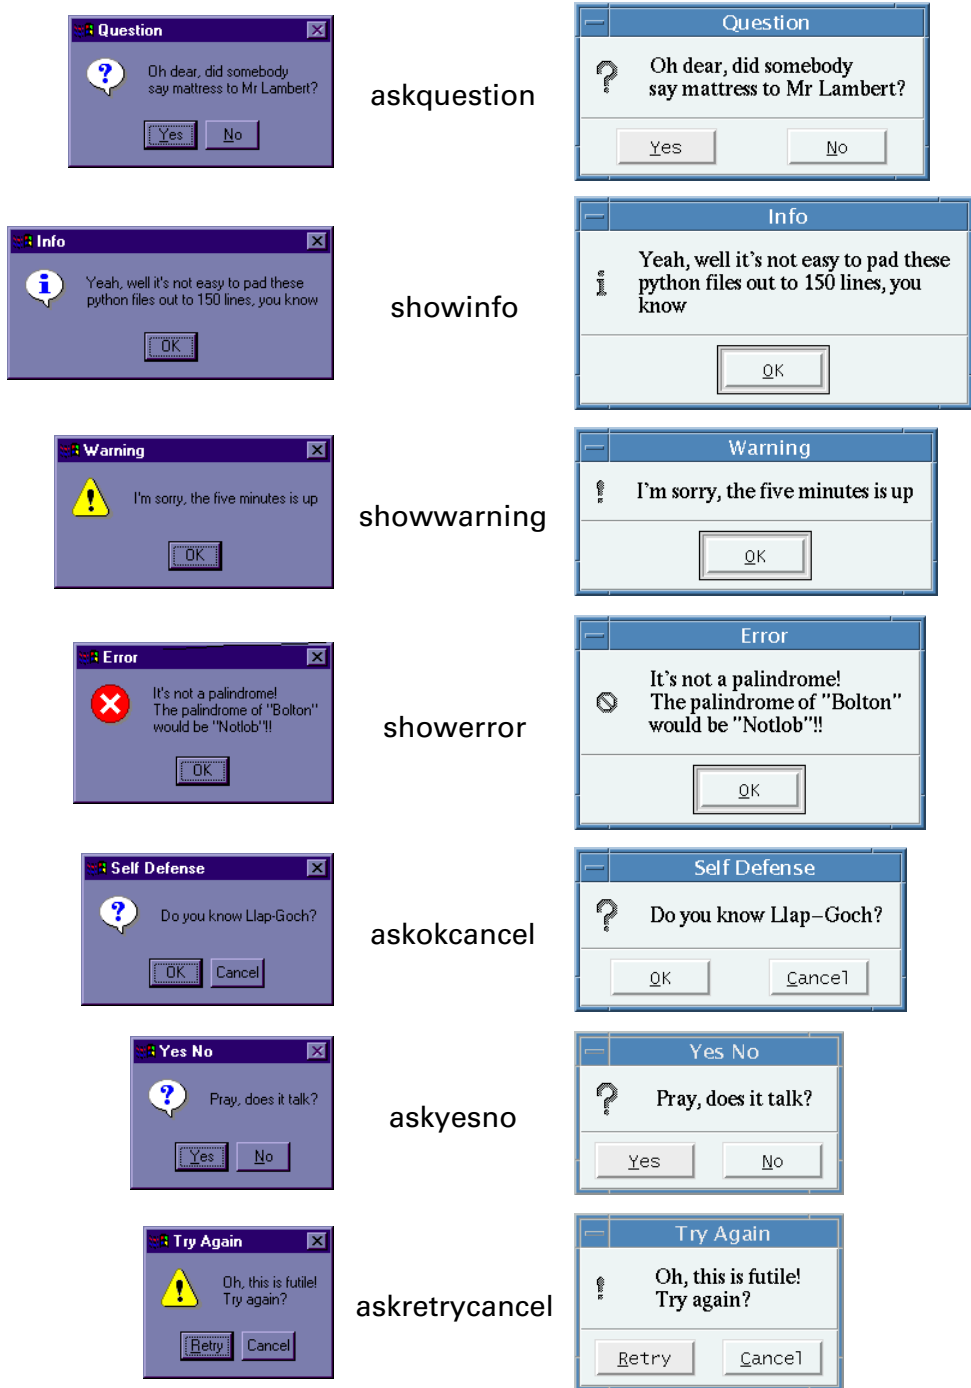 Question
Oh dear, did somebody
say mattress to Mr Lambert?
Yes No
askquestion
Question
Oh dear, did somebody
say mattress to Mr Lambert?
Yes No
Info
Yeah, well it's not easy to pad these
python files out to 150 lines, you know
OK
showinfo
Info
Yeah, well it's not easy to pad these
python files out to 150 lines, you
know
OK
Warning
I'm sorry, the five minutes is up
OK
showwarning
Warning
I'm sorry, the five minutes is up
OK
Error
It's not a palindrome!
The palindrome of "Bolton"
would be "Notlob"!!
OK
showerror
Error
It's not a palindrome!
The palindrome of "Bolton"
would be "Notlob"!!
OK
Self Defense
Do you know Llap-Goch?
OK Cancel
askokcancel
Self Defense
Do you know Llap-Goch?
OK Cancel
Yes No
Pray, does it talk?
Yes No
askyesno
Yes No
Pray, does it talk?
Yes No
Try Again
Oh, this is futile!
Try again?
Retry Cancel
askretrycancel
Try Again
Oh, this is futile!
Try again?
Retry Cancel